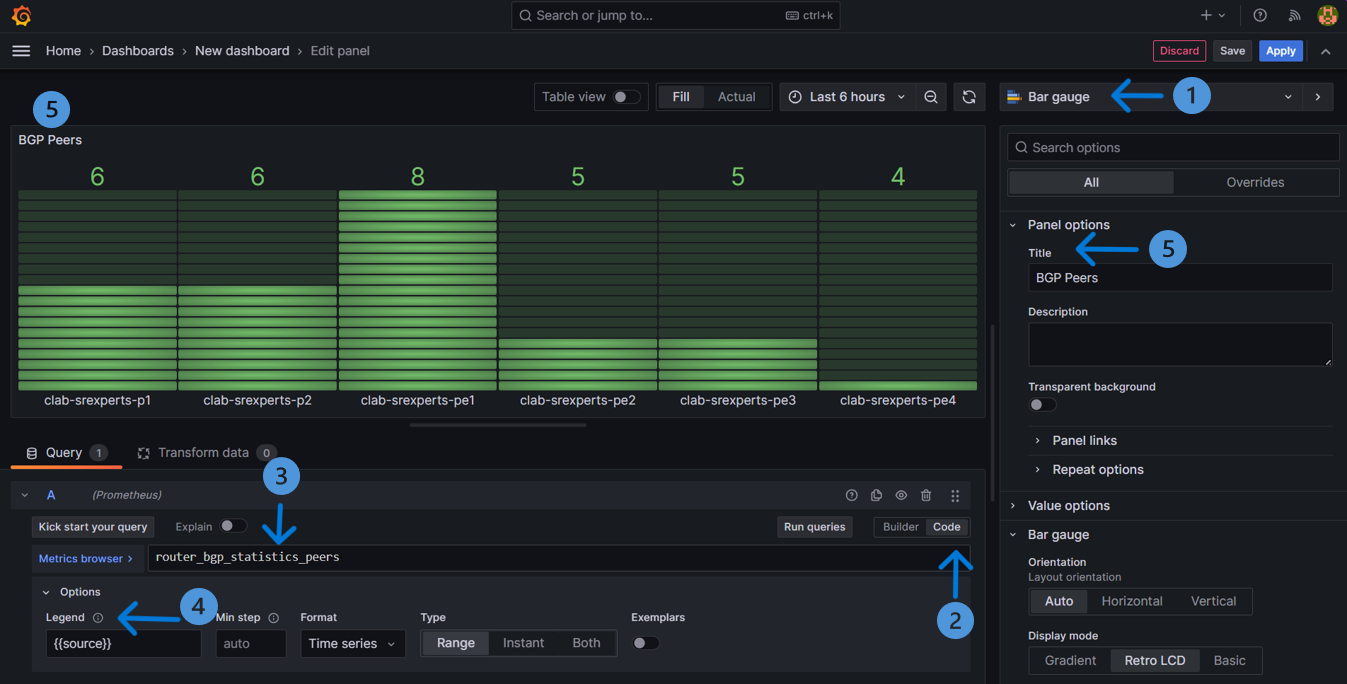 Search or jump to...
ctrl+k
Home › Dashboards › New dashboard › Edit panel
Discard
Save
Apply
Table view
Fill
Actual
Last 6 hours
Bar gauge
1
5
BGP Peers
6 6 8 5 5 4
clab-srexperts-p1 clab-srexperts-p2 clab-srexperts-pe1 clab-srexperts-pe2 clab-srexperts-pe3 clab-srexperts-pe4
Search options
All
Overrides
Panel options
Title
5
BGP Peers
Description
Transparent background
Panel links
Repeat options
Value options
Bar gauge
Orientation
Layout orientation
Auto Horizontal Vertical
Display mode
Gradient Retro LCD Basic
Query 1
Transform data 0
3
A (Prometheus)
Kick start your query
Explain
Run queries
Builder
Code
Metrics browser ›
router_bgp_statistics_peers
Options
4
2
Legend Min step Format Type Exemplars
{{source}} auto Time series Range Instant Both